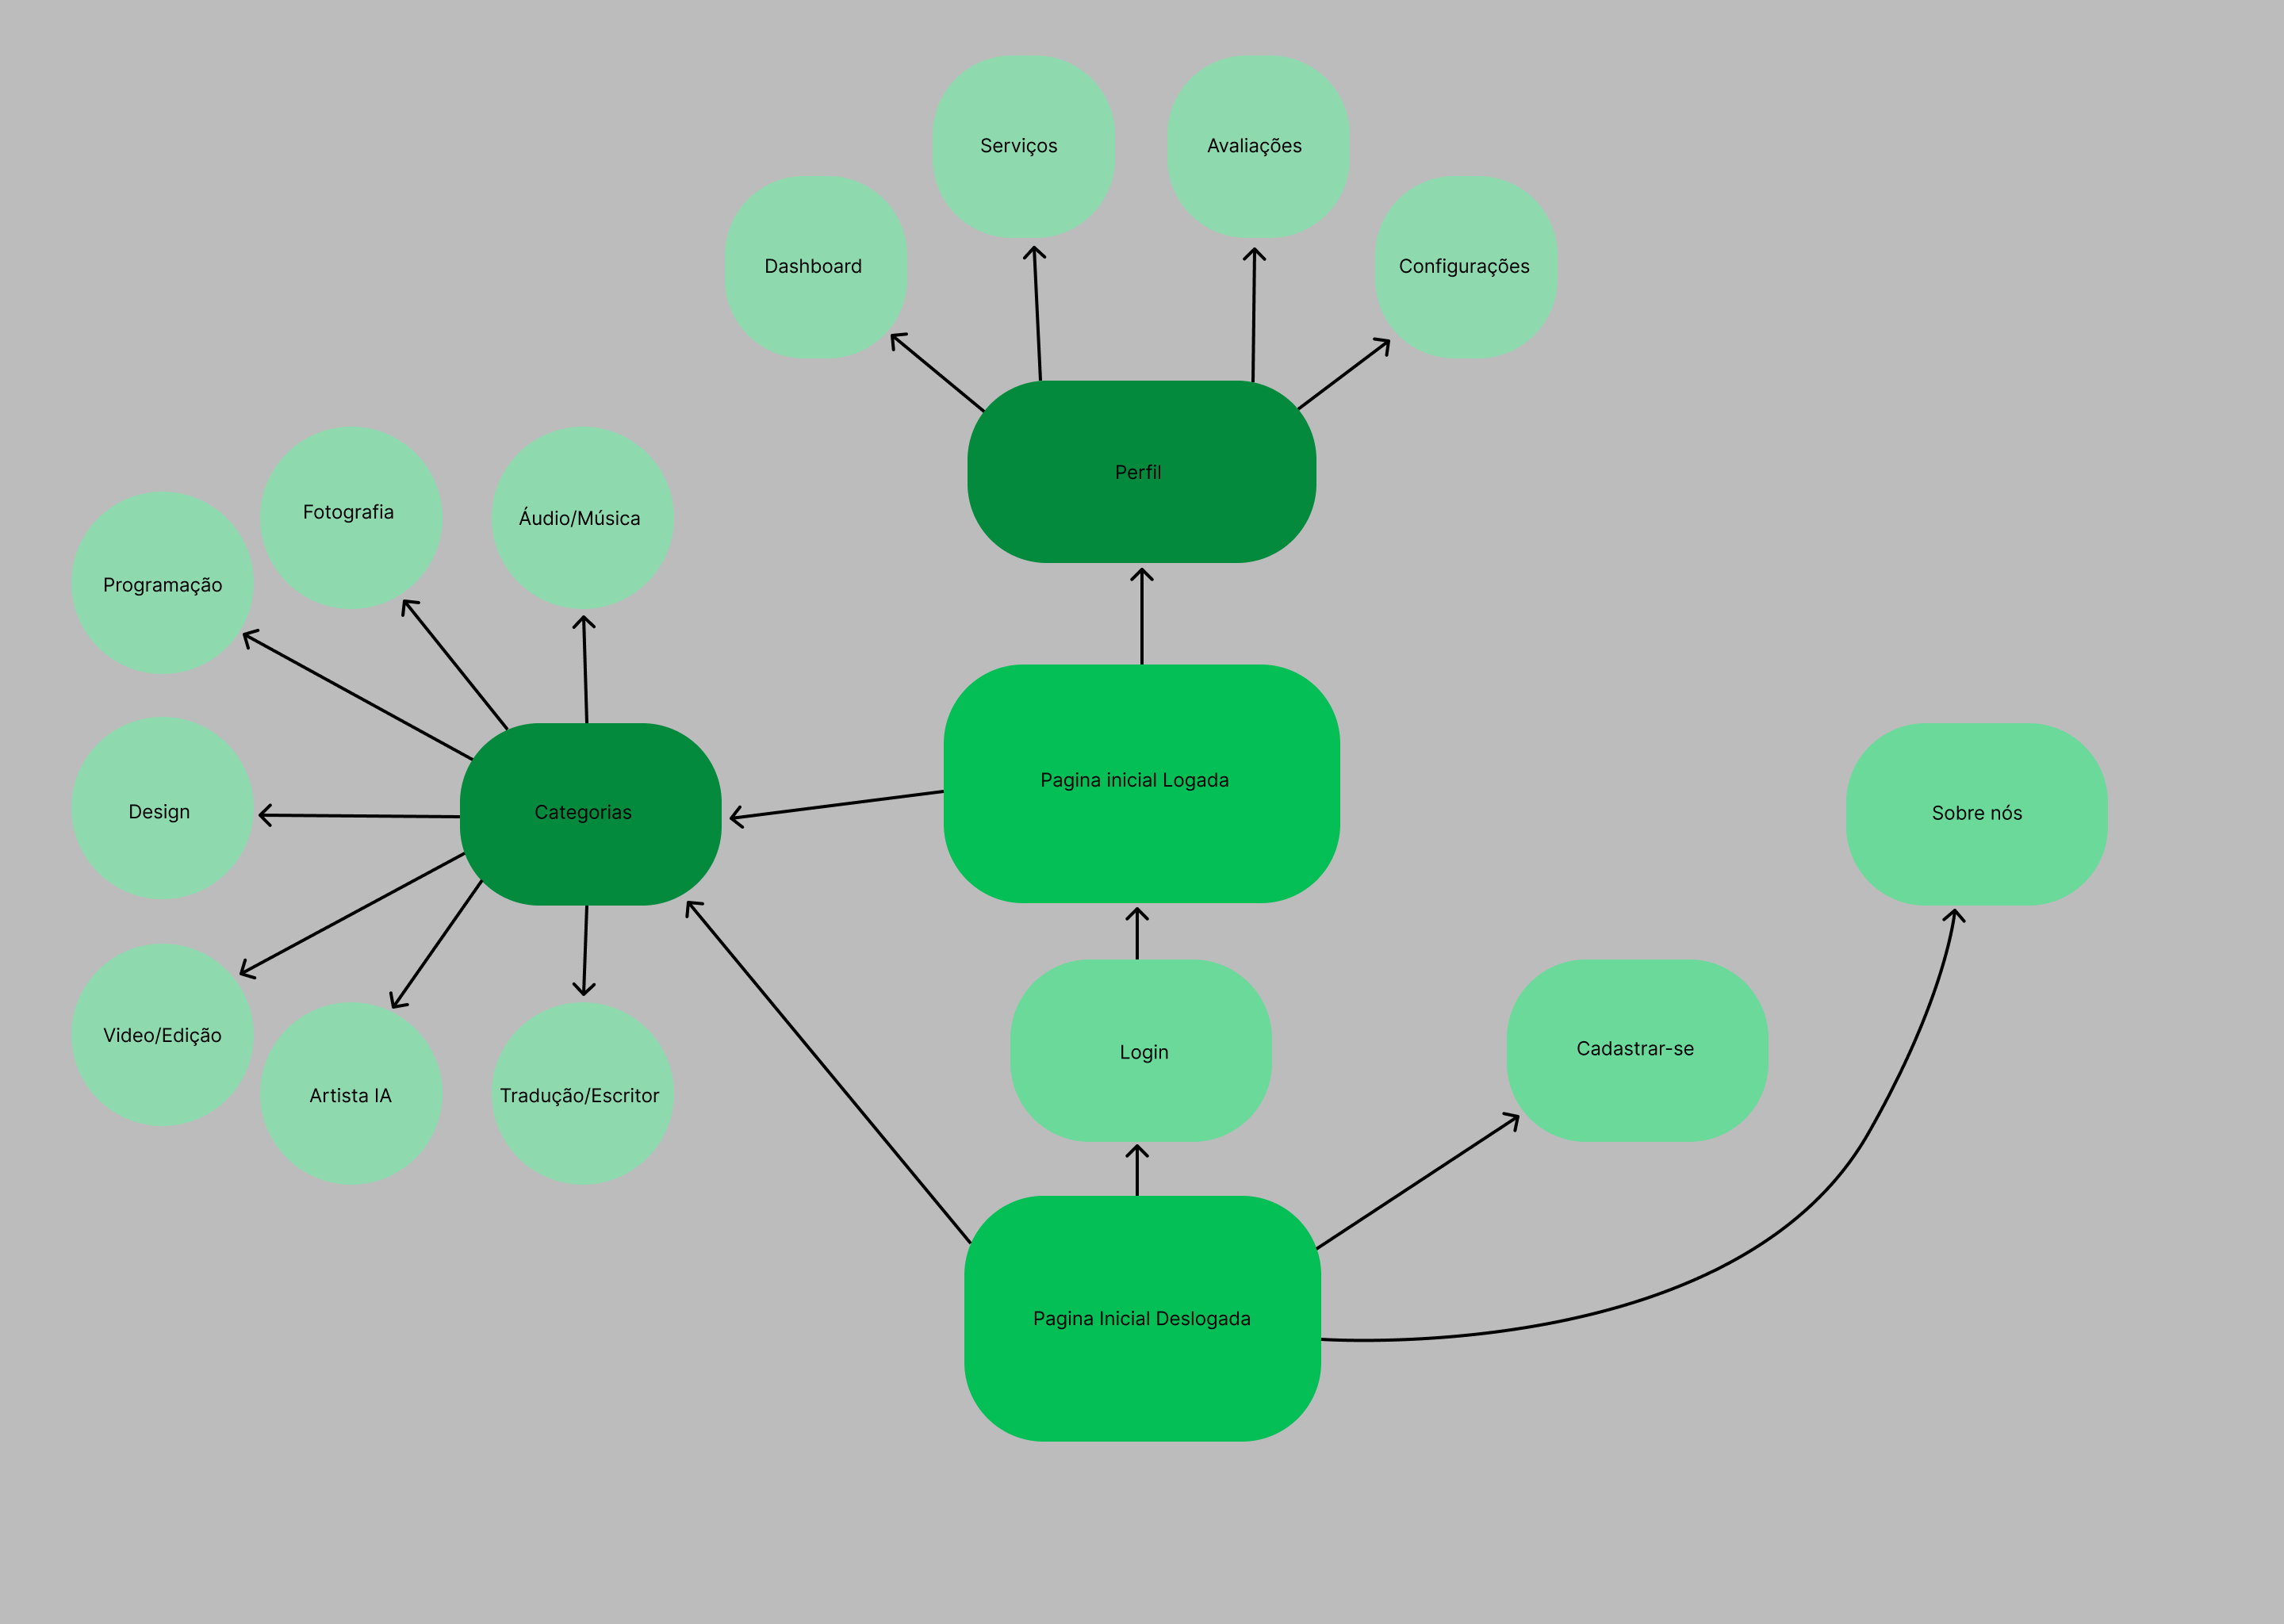 Serviços
Avaliações
Dashboard
Configurações
Perfil
Fotografia
Áudio/Música
Programação
Pagina inicial Logada
Design
Categorias
Sobre nós
Video/Edição
Login
Cadastrar-se
Artista IA
Tradução/Escritor
Pagina Inicial Deslogada